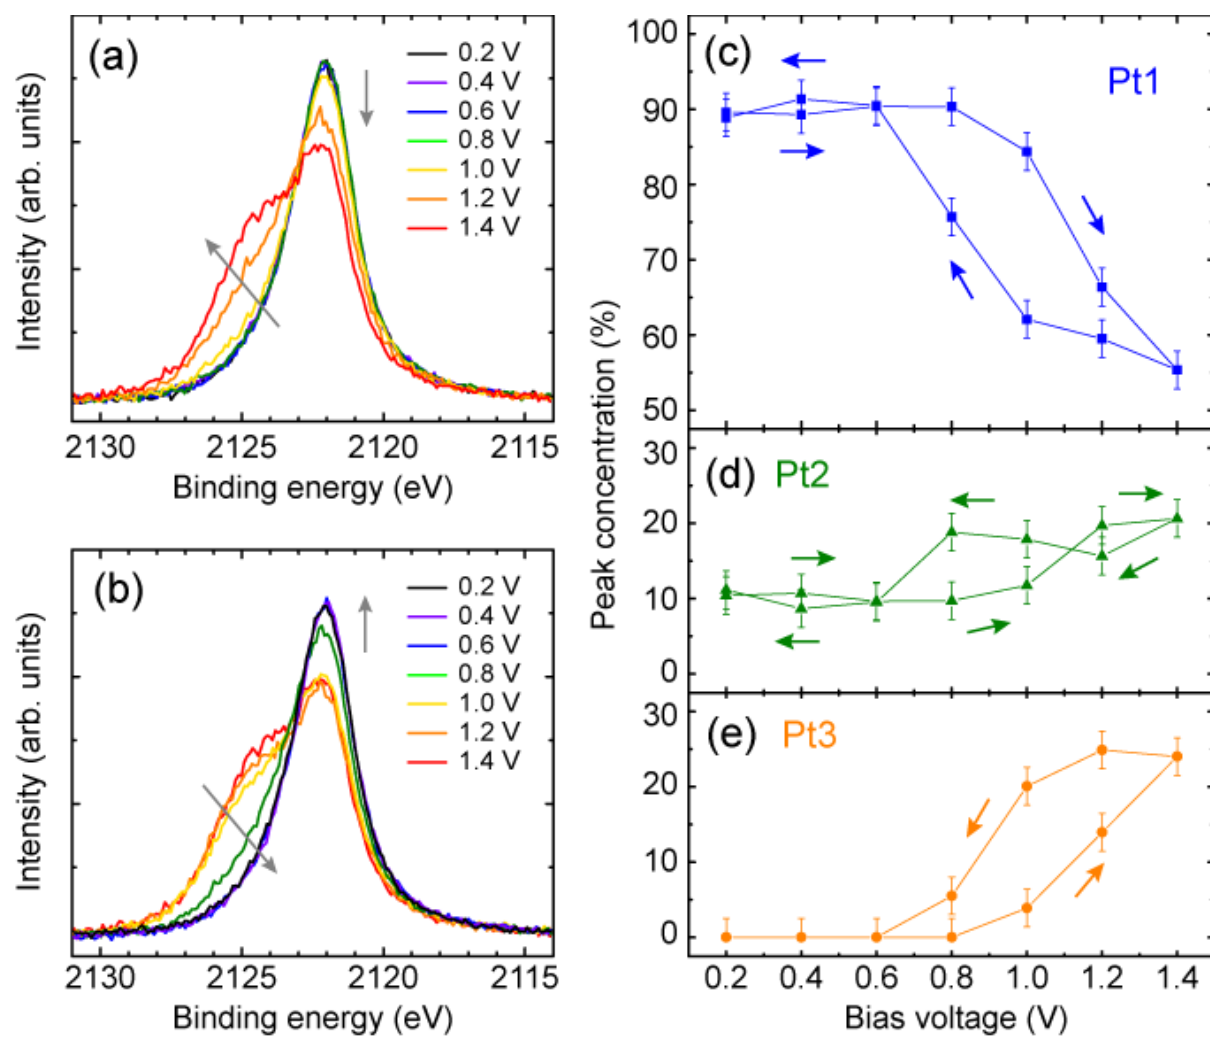 (a)
0.2 V
0.4 V
0.6 V
0.8 V
1.0 V
1.2 V
1.4 V
Intensity (arb. units)
2130 2125 2120 2115
Binding energy (eV)
(b)
0.2 V
0.4 V
0.6 V
0.8 V
1.0 V
1.2 V
1.4 V
Intensity (arb. units)
2130 2125 2120 2115
Binding energy (eV)
Peak concentration (%)
(c)
Pt1
100
90
80
70
60
50
(d) Pt2
30
20
10
0
(e) Pt3
30
20
10
0
0.2 0.4 0.6 0.8 1.0 1.2 1.4
Bias voltage (V)